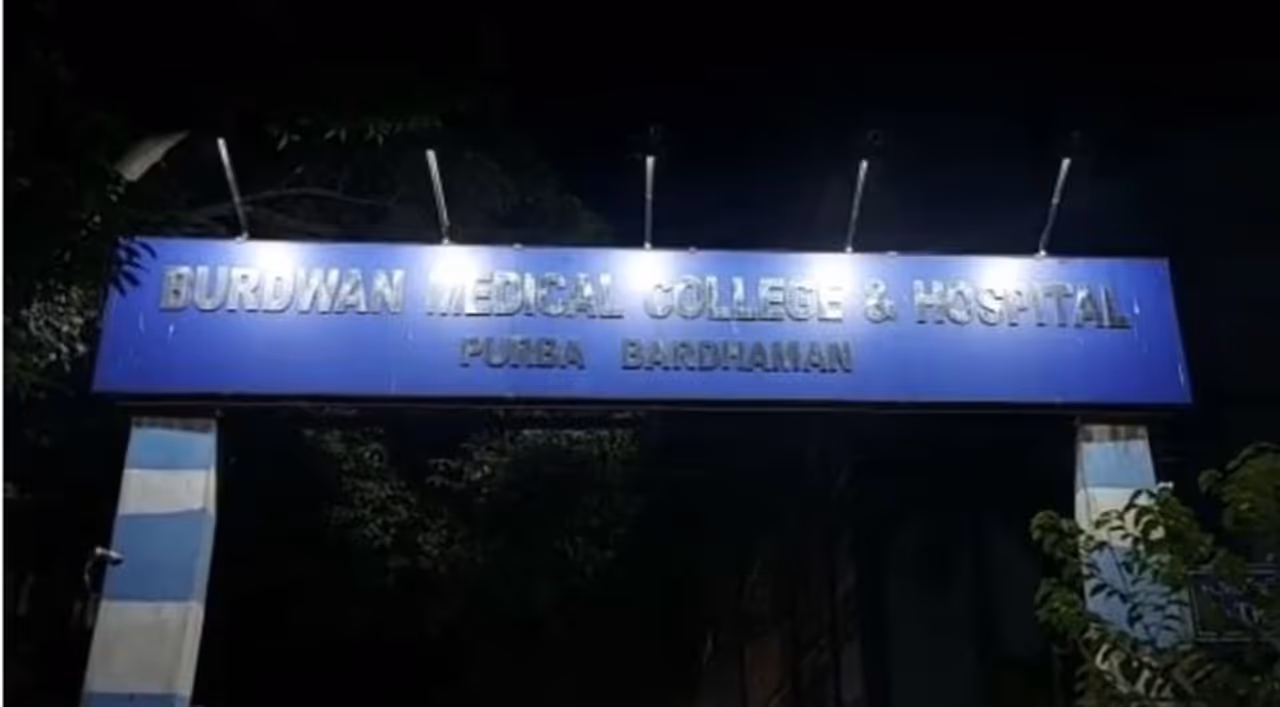 BURDWAN MEDICAL COLLEGE & HOSPITAL
PURBA BARDHAMAN